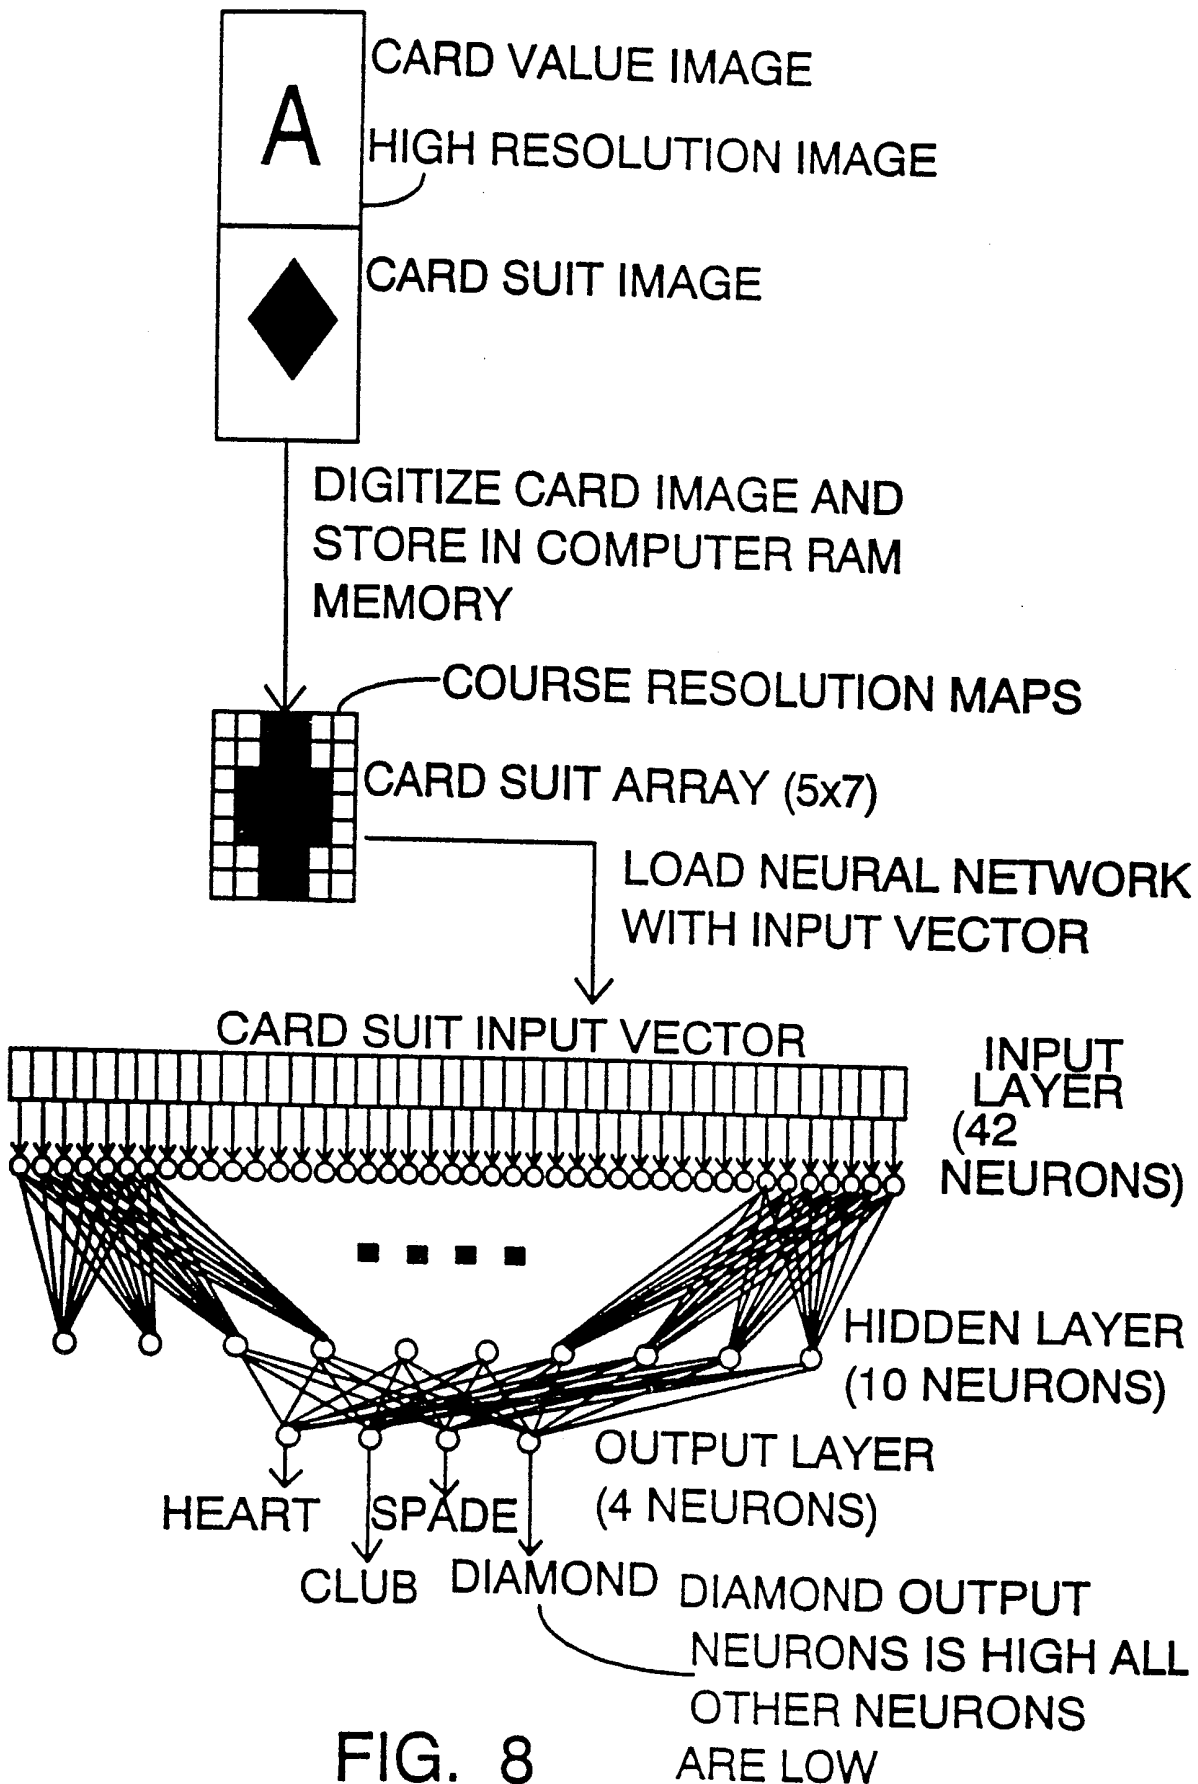 CARD VALUE IMAGE
A
HIGH RESOLUTION IMAGE
CARD SUIT IMAGE
DIGITIZE CARD IMAGE AND
STORE IN COMPUTER RAM
MEMORY
COURSE RESOLUTION MAPS
CARD SUIT ARRAY (5x7)
LOAD NEURAL NETWORK
WITH INPUT VECTOR
CARD SUIT INPUT VECTOR
INPUT
LAYER
(42
NEURONS)
HIDDEN LAYER
(10 NEURONS)
OUTPUT LAYER
(4 NEURONS)
HEART
SPADE
CLUB
DIAMOND
DIAMOND OUTPUT
NEURONS IS HIGH ALL
OTHER NEURONS
ARE LOW
FIG. 8